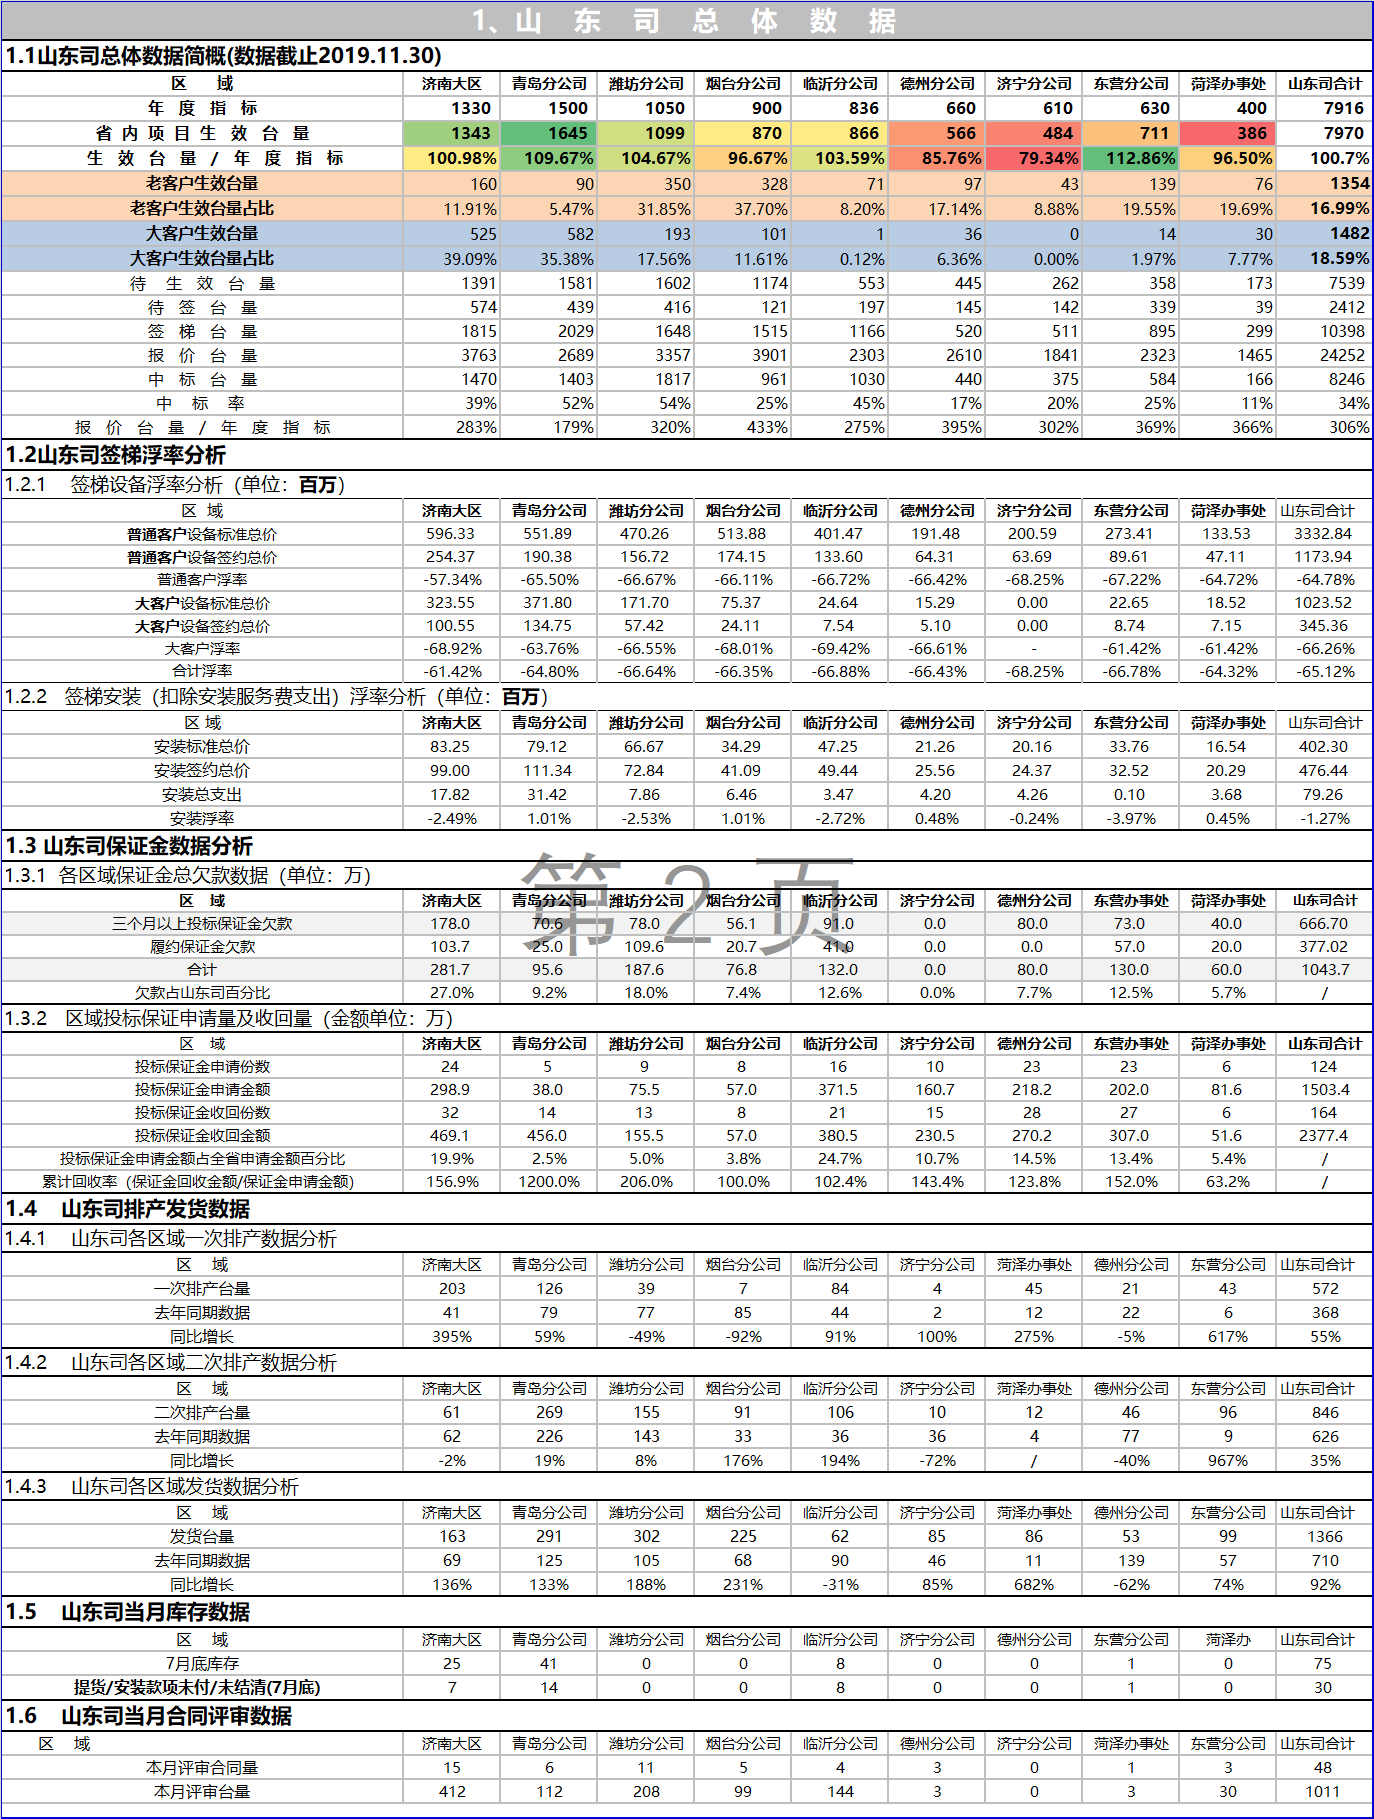 1、山 东 司 总 体 数 据
1.1山东司总体数据简概(数据截止2019.11.30)
区 域 济南大区 青岛分公司 潍坊分公司 烟台分公司 临沂分公司 德州分公司 济宁分公司 东营分公司 菏泽办事处 山东司合计
年 度 指 标 1330 1500 1050 900 836 660 610 630 400 7916
省 内 项 目 生 效 台 量 1343 1645 1099 870 866 566 484 711 386 7970
生 效 台 量 / 年 度 指 标 100.98% 109.67% 104.67% 96.67% 103.59% 85.76% 79.34% 112.86% 96.50% 100.7%
老客户生效台量 160 90 350 328 71 97 43 139 76 1354
老客户生效台量占比 11.91% 5.47% 31.85% 37.70% 8.20% 17.14% 8.88% 19.55% 19.69% 16.99%
大客户生效台量 525 582 193 101 1 36 0 14 30 1482
大客户生效台量占比 39.09% 35.38% 17.56% 11.61% 0.12% 6.36% 0.00% 1.97% 7.77% 18.59%
待 生 效 台 量 1391 1581 1602 1174 553 445 262 358 173 7539
待 签 台 量 574 439 416 121 197 145 142 339 39 2412
签 梯 台 量 1815 2029 1648 1515 1166 520 511 895 299 10398
报 价 台 量 3763 2689 3357 3901 2303 2610 1841 2323 1465 24252
中 标 台 量 1470 1403 1817 961 1030 440 375 584 166 8246
中 标 率 39% 52% 54% 25% 45% 17% 20% 25% 11% 34%
报 价 台 量 / 年 度 指 标 283% 179% 320% 433% 275% 395% 302% 369% 366% 306%
1.2山东司签梯浮率分析
1.2.1 签梯设备浮率分析（单位：百万）
区 域 济南大区 青岛分公司 潍坊分公司 烟台分公司 临沂分公司 德州分公司 济宁分公司 东营分公司 菏泽办事处 山东司合计
普通客户设备标准总价 596.33 551.89 470.26 513.88 401.47 191.48 200.59 273.41 133.53 3332.84
普通客户设备签约总价 254.37 190.38 156.72 174.15 133.60 64.31 63.69 89.61 47.11 1173.94
普通客户浮率 -57.34% -65.50% -66.67% -66.11% -66.72% -66.42% -68.25% -67.22% -64.72% -64.78%
大客户设备标准总价 323.55 371.80 171.70 75.37 24.64 15.29 0.00 22.65 18.52 1023.52
大客户设备签约总价 100.55 134.75 57.42 24.11 7.54 5.10 0.00 8.74 7.15 345.36
大客户浮率 -68.92% -63.76% -66.55% -68.01% -69.42% -66.61% - -61.42% -61.42% -66.26%
合计浮率 -61.42% -64.80% -66.64% -66.35% -66.88% -66.43% -68.25% -66.78% -64.32% -65.12%
1.2.2 签梯安装（扣除安装服务费支出）浮率分析（单位：百万）
区 域 济南大区 青岛分公司 潍坊分公司 烟台分公司 临沂分公司 德州分公司 济宁分公司 东营分公司 菏泽办事处 山东司合计
安装标准总价 83.25 79.12 66.67 34.29 47.25 21.26 20.16 33.76 16.54 402.30
安装签约总价 99.00 111.34 72.84 41.09 49.44 25.56 24.37 32.52 20.29 476.44
安装总支出 17.82 31.42 7.86 6.46 3.47 4.20 4.26 0.10 3.68 79.26
安装浮率 -2.49% 1.01% -2.53% 1.01% -2.72% 0.48% -0.24% -3.97% 0.45% -1.27%
1.3 山东司保证金数据分析
1.3.1 各区域保证金总欠款数据（单位：万）
第 2 页
区 域 济南大区 青岛分公司 潍坊分公司 烟台分公司 临沂分公司 济宁分公司 德州分公司 东营分公司 菏泽办事处 山东司合计
三个月以上投标保证金欠款 178.0 70.6 78.0 56.1 91.0 0.0 80.0 73.0 40.0 666.70
履约保证金欠款 103.7 25.0 109.6 20.7 41.0 0.0 0.0 57.0 20.0 377.02
合计 281.7 95.6 187.6 76.8 132.0 0.0 80.0 130.0 60.0 1043.7
欠款占山东司百分比 27.0% 9.2% 18.0% 7.4% 12.6% 0.0% 7.7% 12.5% 5.7% /
1.3.2 区域投标保证申请量及收回量（金额单位：万）
区 域 济南大区 青岛分公司 潍坊分公司 烟台分公司 临沂分公司 济宁分公司 德州分公司 东营办事处 菏泽办事处 山东司合计
投标保证金申请份数 24 5 9 8 16 10 23 23 6 124
投标保证金申请金额 298.9 38.0 75.5 57.0 371.5 160.7 218.2 202.0 81.6 1503.4
投标保证金收回份数 32 14 13 8 21 15 28 27 6 164
投标保证金收回金额 469.1 456.0 155.5 57.0 380.5 230.5 270.2 307.0 51.6 2377.4
投标保证金申请金额占全省申请金额百分比 19.9% 2.5% 5.0% 3.8% 24.7% 10.7% 14.5% 13.4% 5.4% /
累计回收率（保证金回收金额/保证金申请金额） 156.9% 1200.0% 206.0% 100.0% 102.4% 143.4% 123.8% 152.0% 63.2% /
1.4 山东司排产发货数据
1.4.1 山东司各区域一次排产数据分析
区 域 济南大区 青岛分公司 潍坊分公司 烟台分公司 临沂分公司 济宁分公司 菏泽办事处 德州分公司 东营分公司 山东司合计
一次排产台量 203 126 39 7 84 4 45 21 43 572
去年同期数据 41 79 77 85 44 2 12 22 6 368
同比增长 395% 59% -49% -92% 91% 100% 275% -5% 617% 55%
1.4.2 山东司各区域二次排产数据分析
区 域 济南大区 青岛分公司 潍坊分公司 烟台分公司 临沂分公司 济宁分公司 菏泽办事处 德州分公司 东营分公司 山东司合计
二次排产台量 61 269 155 91 106 10 12 46 96 846
去年同期数据 62 226 143 33 36 36 4 77 9 626
同比增长 -2% 19% 8% 176% 194% -72% / -40% 967% 35%
1.4.3 山东司各区域发货数据分析
区 域 济南大区 青岛分公司 潍坊分公司 烟台分公司 临沂分公司 济宁分公司 菏泽办事处 德州分公司 东营分公司 山东司合计
发货台量 163 291 302 225 62 85 86 53 99 1366
去年同期数据 69 125 105 68 90 46 11 139 57 710
同比增长 136% 133% 188% 231% -31% 85% 682% -62% 74% 92%
1.5 山东司当月库存数据
区 域 济南大区 青岛分公司 潍坊分公司 烟台分公司 临沂分公司 济宁分公司 德州分公司 东营分公司 菏泽办 山东司合计
7月底库存 25 41 0 0 8 0 0 1 0 75
提货/安装款项未付/未结清(7月底) 7 14 0 0 8 0 0 1 0 30
1.6 山东司当月合同评审数据
区 域 济南大区 青岛分公司 潍坊分公司 烟台分公司 临沂分公司 德州分公司 济宁分公司 菏泽办事处 东营分公司 山东司合计
本月评审合同量 15 6 11 5 4 3 0 1 3 48
本月评审台量 412 112 208 99 144 3 0 3 30 1011